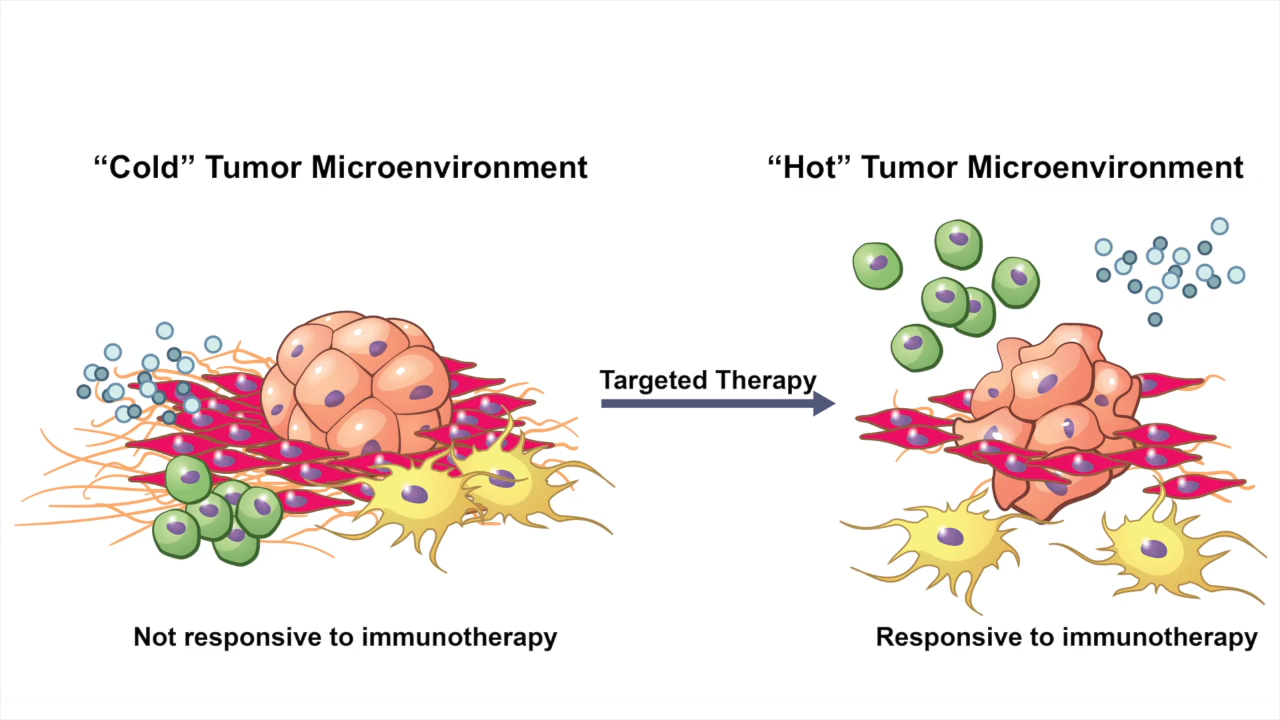 “Cold” Tumor Microenvironment
“Hot” Tumor Microenvironment
Targeted Therapy
Not responsive to immunotherapy
Responsive to immunotherapy